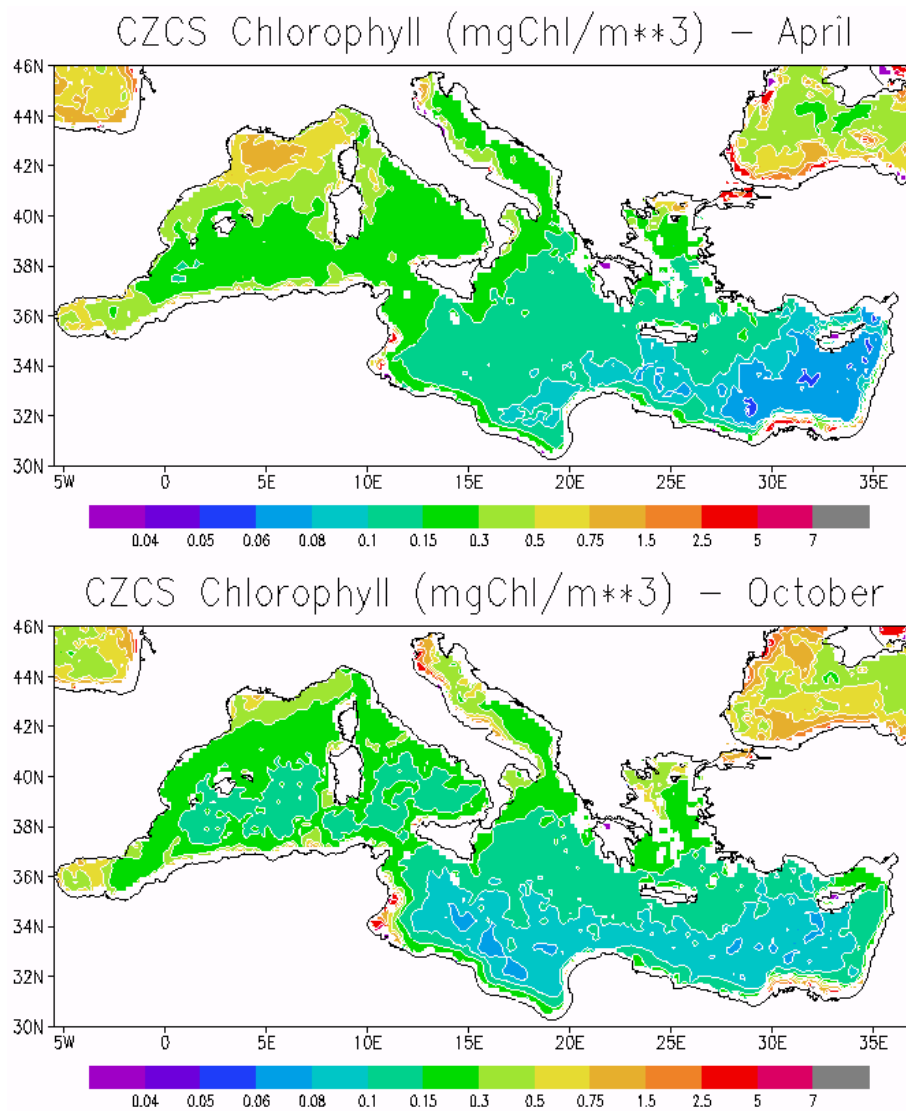 CZCS Chlorophyll (mgChl/m**3) – April
46N
44N
42N
40N
38N
36N
34N
32N
30N
5W 0 5E 10E 15E 20E 25E 30E 35E
0.04 0.05 0.06 0.08 0.1 0.15 0.3 0.5 0.75 1.5 2.5 5 7
CZCS Chlorophyll (mgChl/m**3) – October
46N
44N
42N
40N
38N
36N
34N
32N
30N
5W 0 5E 10E 15E 20E 25E 30E 35E
0.04 0.05 0.06 0.08 0.1 0.15 0.3 0.5 0.75 1.5 2.5 5 7